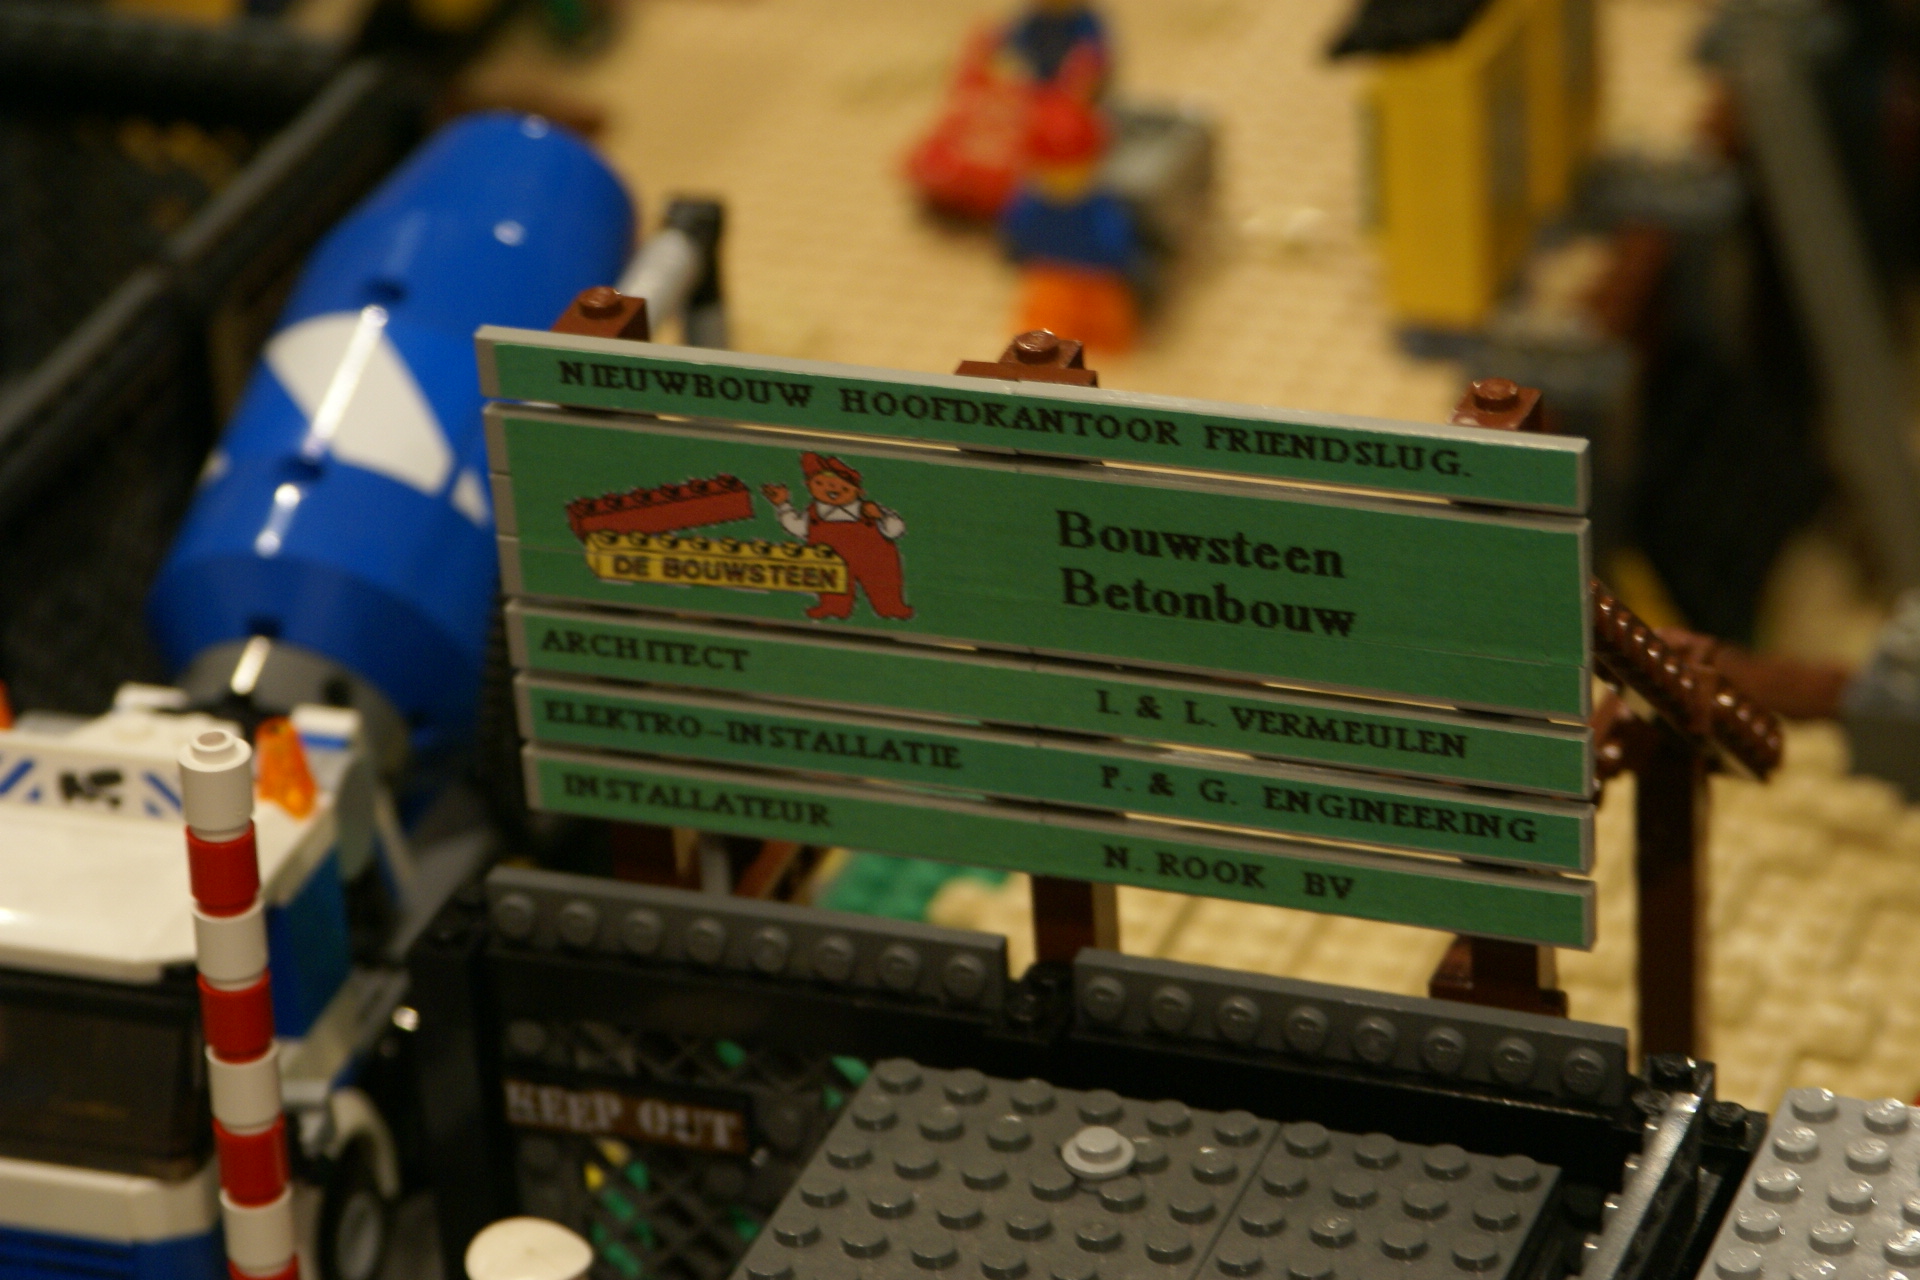 NIEUWBOUW HOOFDKANTOOR FRIENDSLUG.
DE BOUWSTEEN
Bouwsteen
Betonbouw
ARCHITECT I. & L. VERMEULEN
ELEKTRO-INSTALLATIE P. & G. ENGINEERING
INSTALLATEUR N. ROOK BV
KEEP OUT